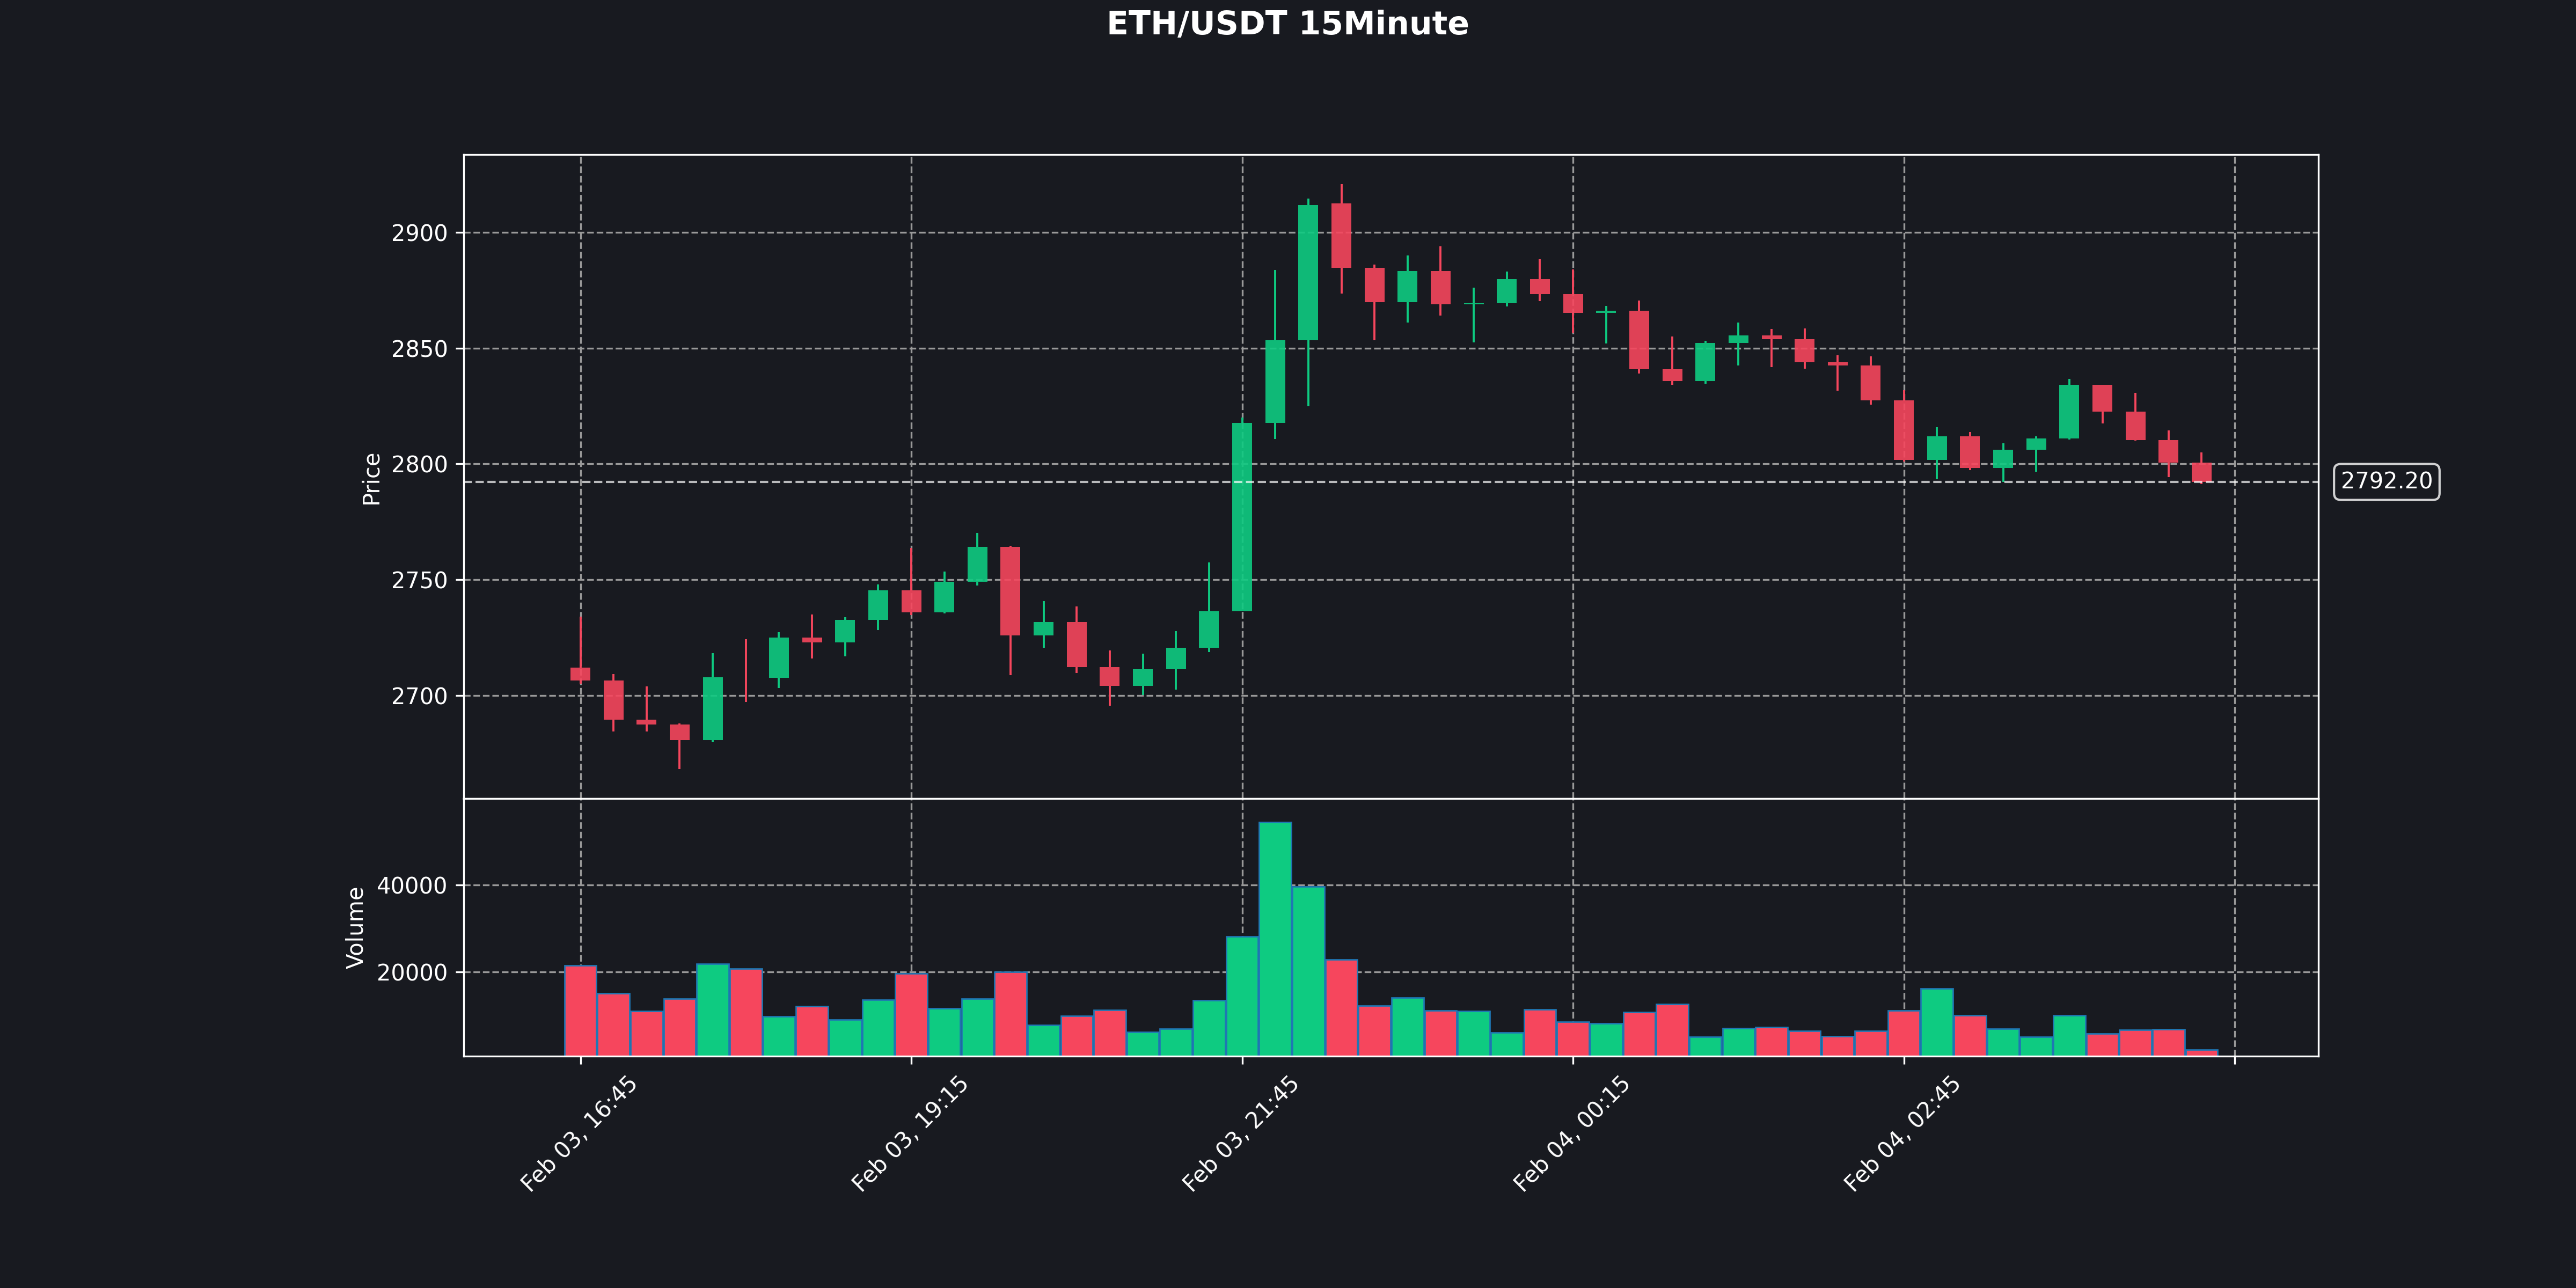 ETH/USDT 15Minute
Price
2900
2850
2800
2750
2700
2792.20
Volume
40000
20000
Feb 03, 16:45
Feb 03, 19:15
Feb 03, 21:45
Feb 04, 00:15
Feb 04, 02:45